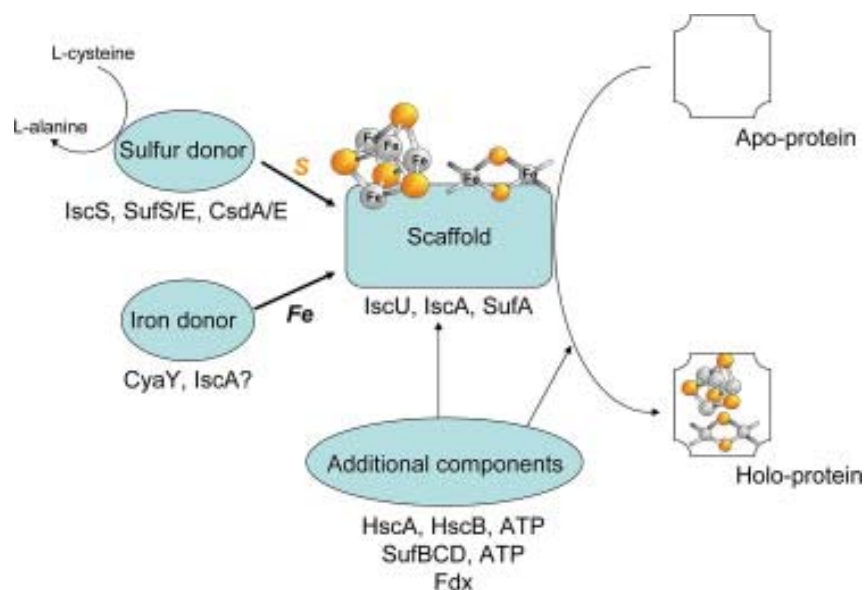 L-cysteine
L-alanine
Sulfur donor
IscS, SufS/E, CsdA/E
S
Fe
Fe
Fe
Fe
Fe
Fe
Scaffold
IscU, IscA, SufA
Apo-protein
Iron donor
Fe
CyaY, IscA?
Additional components
HscA, HscB, ATP
SufBCD, ATP
Fdx
Holo-protein